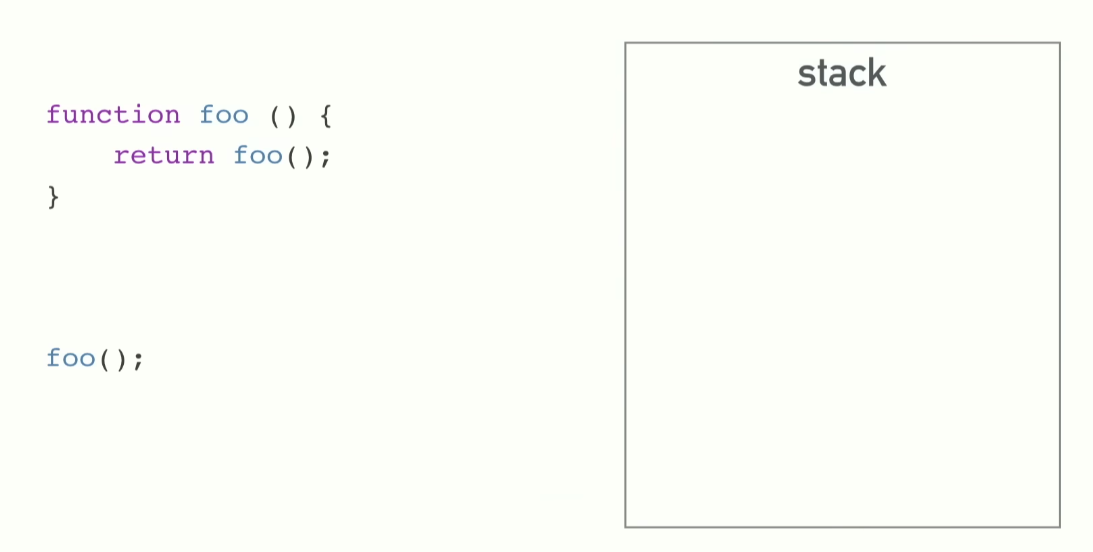 function foo () {
    return foo();
}
foo();
stack